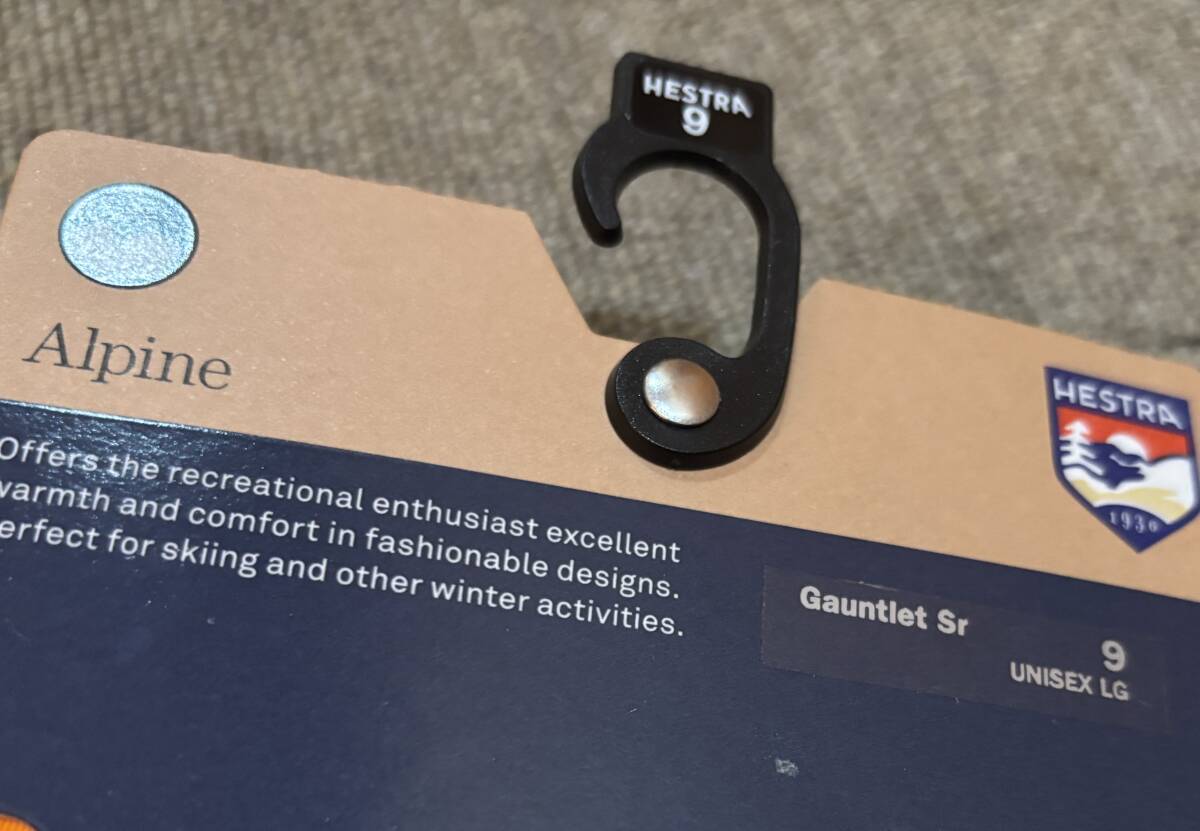 HESTRA
9
Alpine
HESTRA
1936
Offers the recreational enthusiast excellent
warmth and comfort in fashionable designs.
erfect for skiing and other winter activities.
Gauntlet Sr
9
UNISEX LG